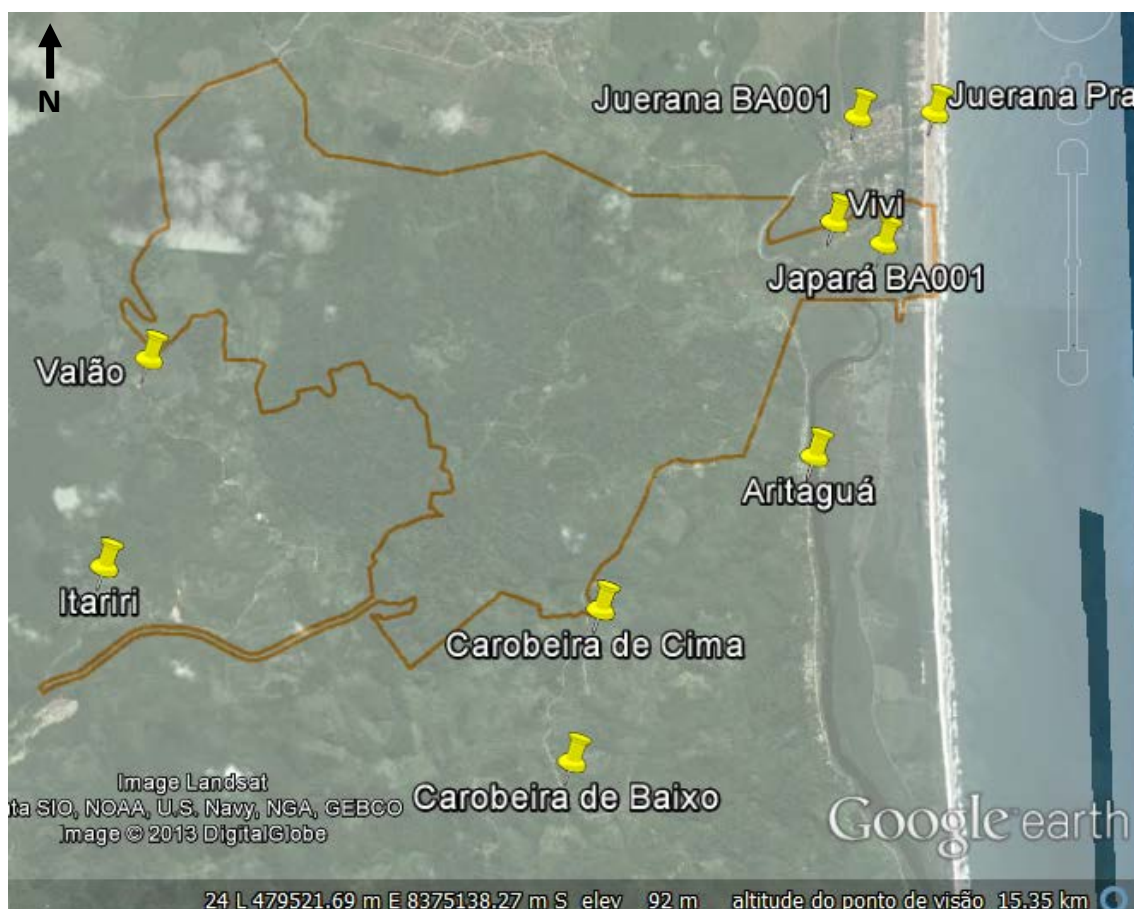 N
Juerana BA001
Juerana Pra
Vivi
Japará BA001
Valão
Aritaguá
Itariri
Carobeira de Cima
Carobeira de Baixo
Image Landsat
ta SIO, NOAA, U.S. Navy, NGA, GEBCO
Image © 2013 DigitalGlobe
Google earth
24 L 479521.69 m E 8375138.27 m S elev 92 m altitude do ponto de visão 15.35 km